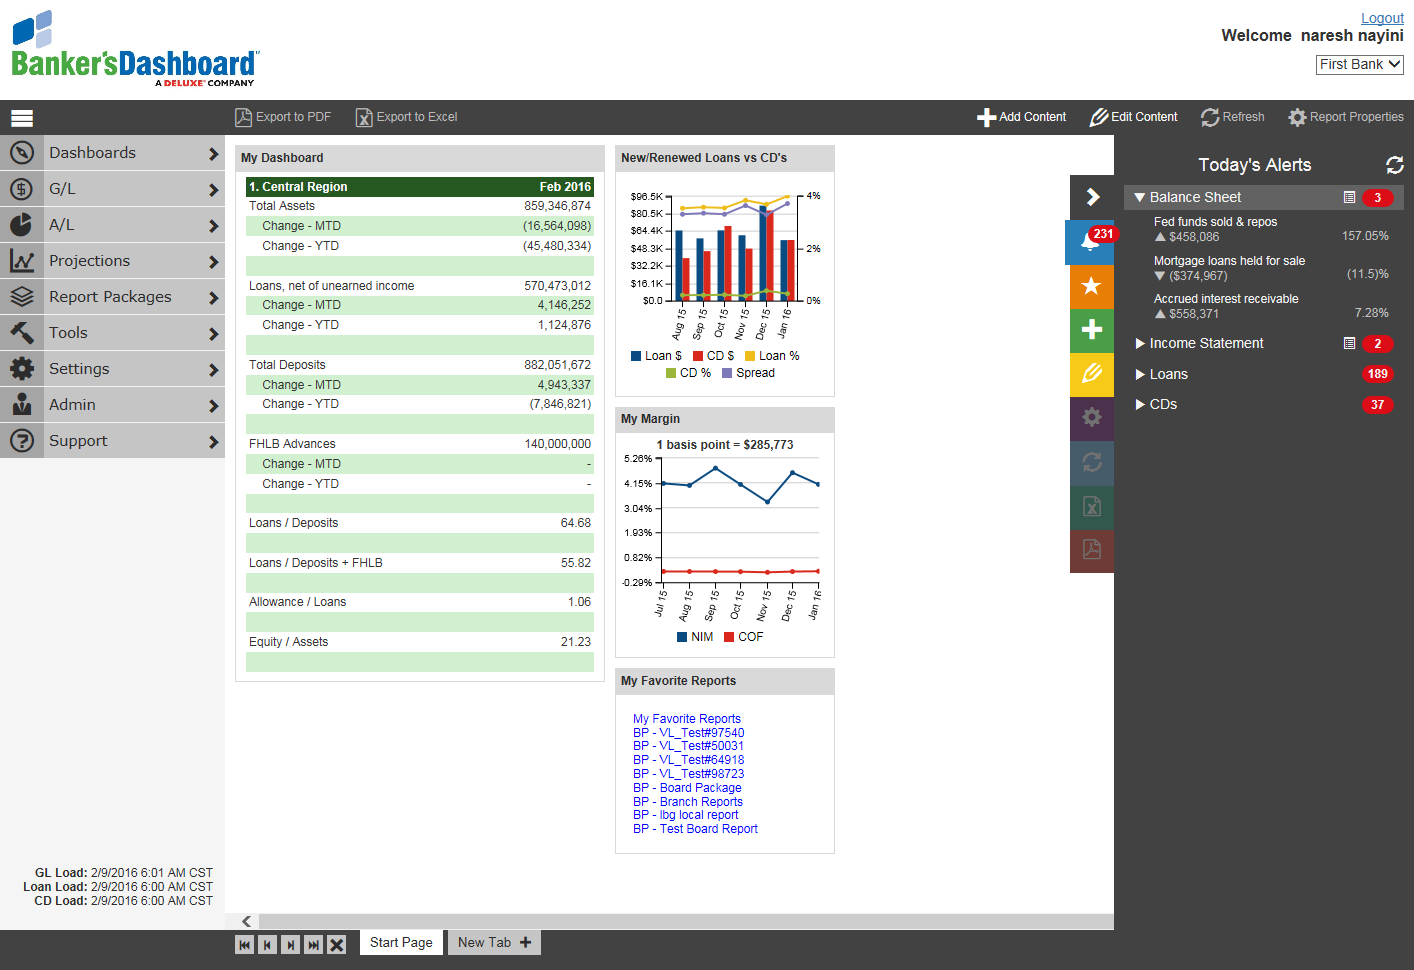 Logout
Welcome naresh nayini
Banker'sDashboard
A DELUXE COMPANY
First Bank
Export to PDF
Export to Excel
Add Content
Edit Content
Refresh
Report Properties
Dashboards
G/L
A/L
Projections
Report Packages
Tools
Settings
Admin
Support
GL Load: 2/9/2016 6:01 AM CST
Loan Load: 2/9/2016 6:00 AM CST
CD Load: 2/9/2016 6:00 AM CST
My Dashboard
1. Central Region Feb 2016
Total Assets 859,346,874
Change - MTD (16,564,098)
Change - YTD (45,480,334)
Loans, net of unearned income 570,473,012
Change - MTD 4,146,252
Change - YTD 1,124,876
Total Deposits 882,051,672
Change - MTD 4,943,337
Change - YTD (7,846,821)
FHLB Advances 140,000,000
Change - MTD -
Change - YTD -
Loans / Deposits 64.68
Loans / Deposits + FHLB 55.82
Allowance / Loans 1.06
Equity / Assets 21.23
New/Renewed Loans vs CD's
$96.5K 4%
$80.5K
$64.4K
$48.3K 2%
$32.2K
$16.1K
$0.0 0%
Aug 15 Sep 15 Oct 15 Nov 15 Dec 15 Jan 16
Loan $ CD $ Loan %
CD % Spread
My Margin
1 basis point = $285,773
5.26%
4.15%
3.04%
1.93%
0.82%
-0.29%
Jul 15 Aug 15 Sep 15 Oct 15 Nov 15 Dec 15 Jan 16
NIM COF
My Favorite Reports
My Favorite Reports
BP - VL_Test#97540
BP - VL_Test#50031
BP - VL_Test#64918
BP - VL_Test#98723
BP - Board Package
BP - Branch Reports
BP - lbg local report
BP - Test Board Report
231
Today's Alerts
Balance Sheet 3
Fed funds sold & repos
$458,086 157.05%
Mortgage loans held for sale
($374,967) (11.5)%
Accrued interest receivable
$558,371 7.28%
Income Statement 2
Loans 189
CDs 37
Start Page
New Tab